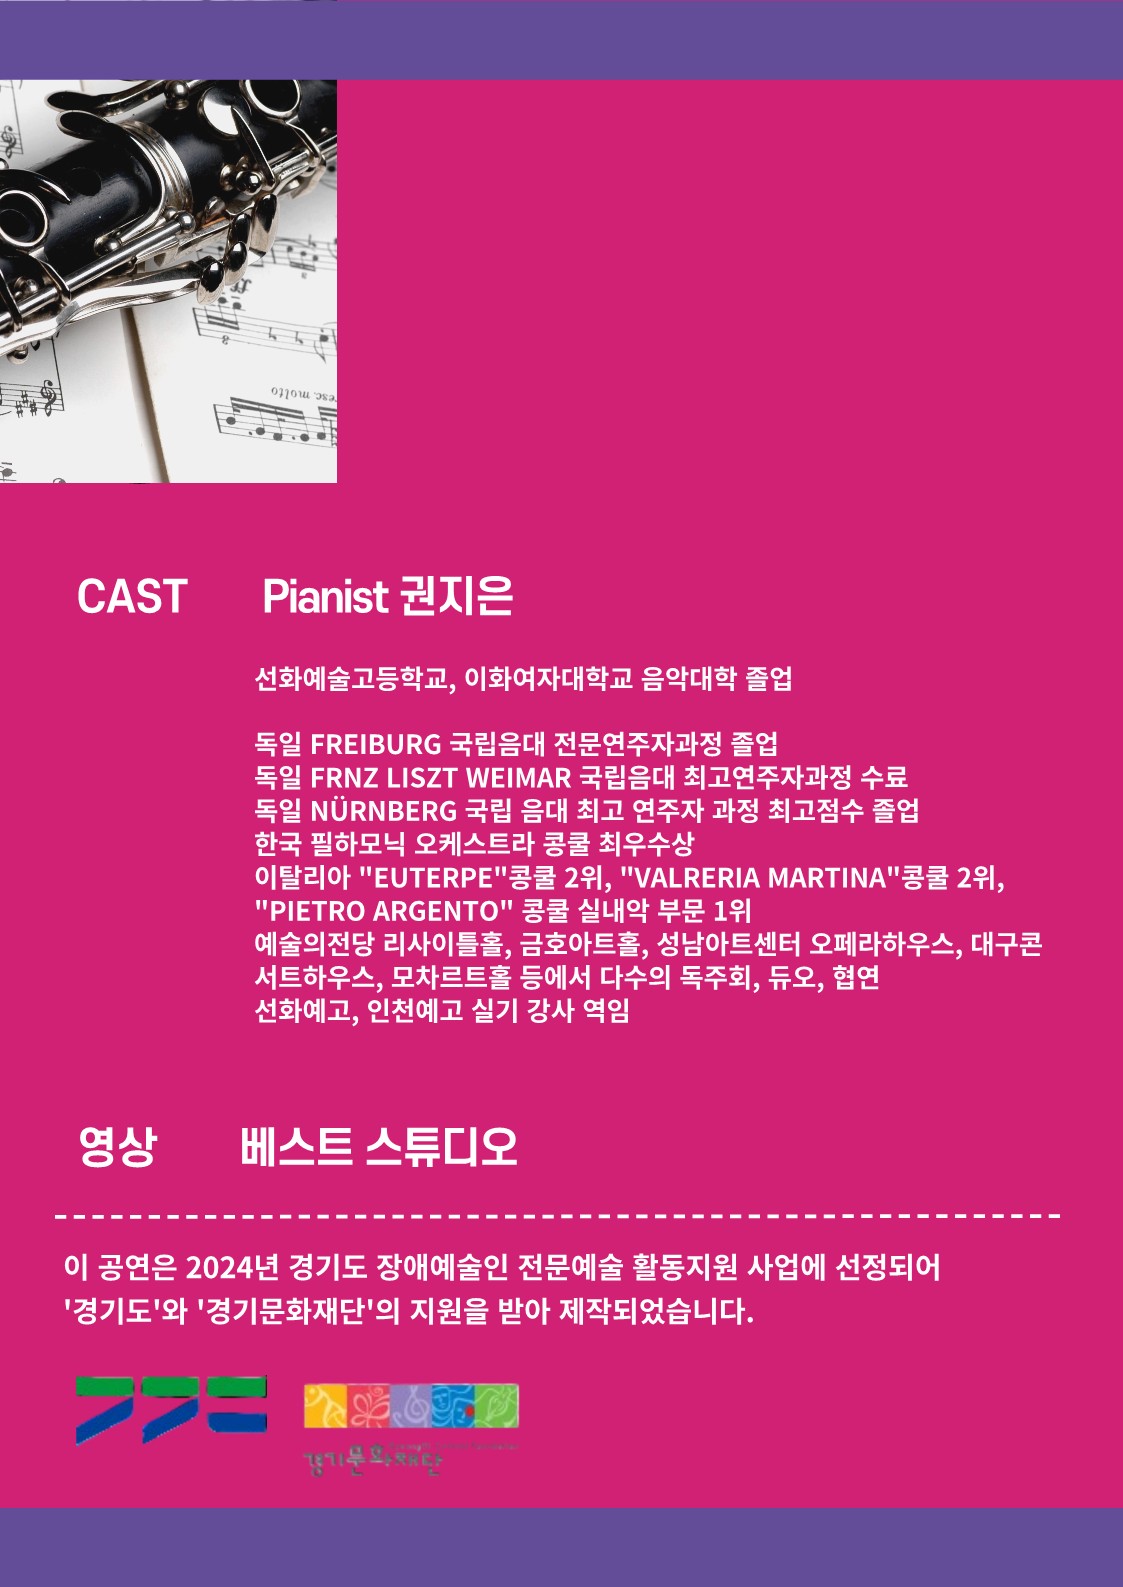 CAST Pianist 권지은
선화예술고등학교, 이화여자대학교 음악대학 졸업
독일 FREIBURG 국립음대 전문연주자과정 졸업
독일 FRNZ LISZT WEIMAR 국립음대 최고연주자과정 수료
독일 NÜRNBERG 국립 음대 최고 연주자 과정 최고점수 졸업
한국 필하모닉 오케스트라 콩쿨 최우수상
이탈리아 "EUTERPE"콩쿨 2위, "VALRERIA MARTINA"콩쿨 2위,
"PIETRO ARGENTO" 콩쿨 실내악 부문 1위
예술의전당 리사이틀홀, 금호아트홀, 성남아트센터 오페라하우스, 대구콘
서트하우스, 모차르트홀 등에서 다수의 독주회, 듀오, 협연
선화예고, 인천예고 실기 강사 역임
영상 베스트 스튜디오
이 공연은 2024년 경기도 장애예술인 전문예술 활동지원 사업에 선정되어
'경기도'와 '경기문화재단'의 지원을 받아 제작되었습니다.
경기문화재단
molto